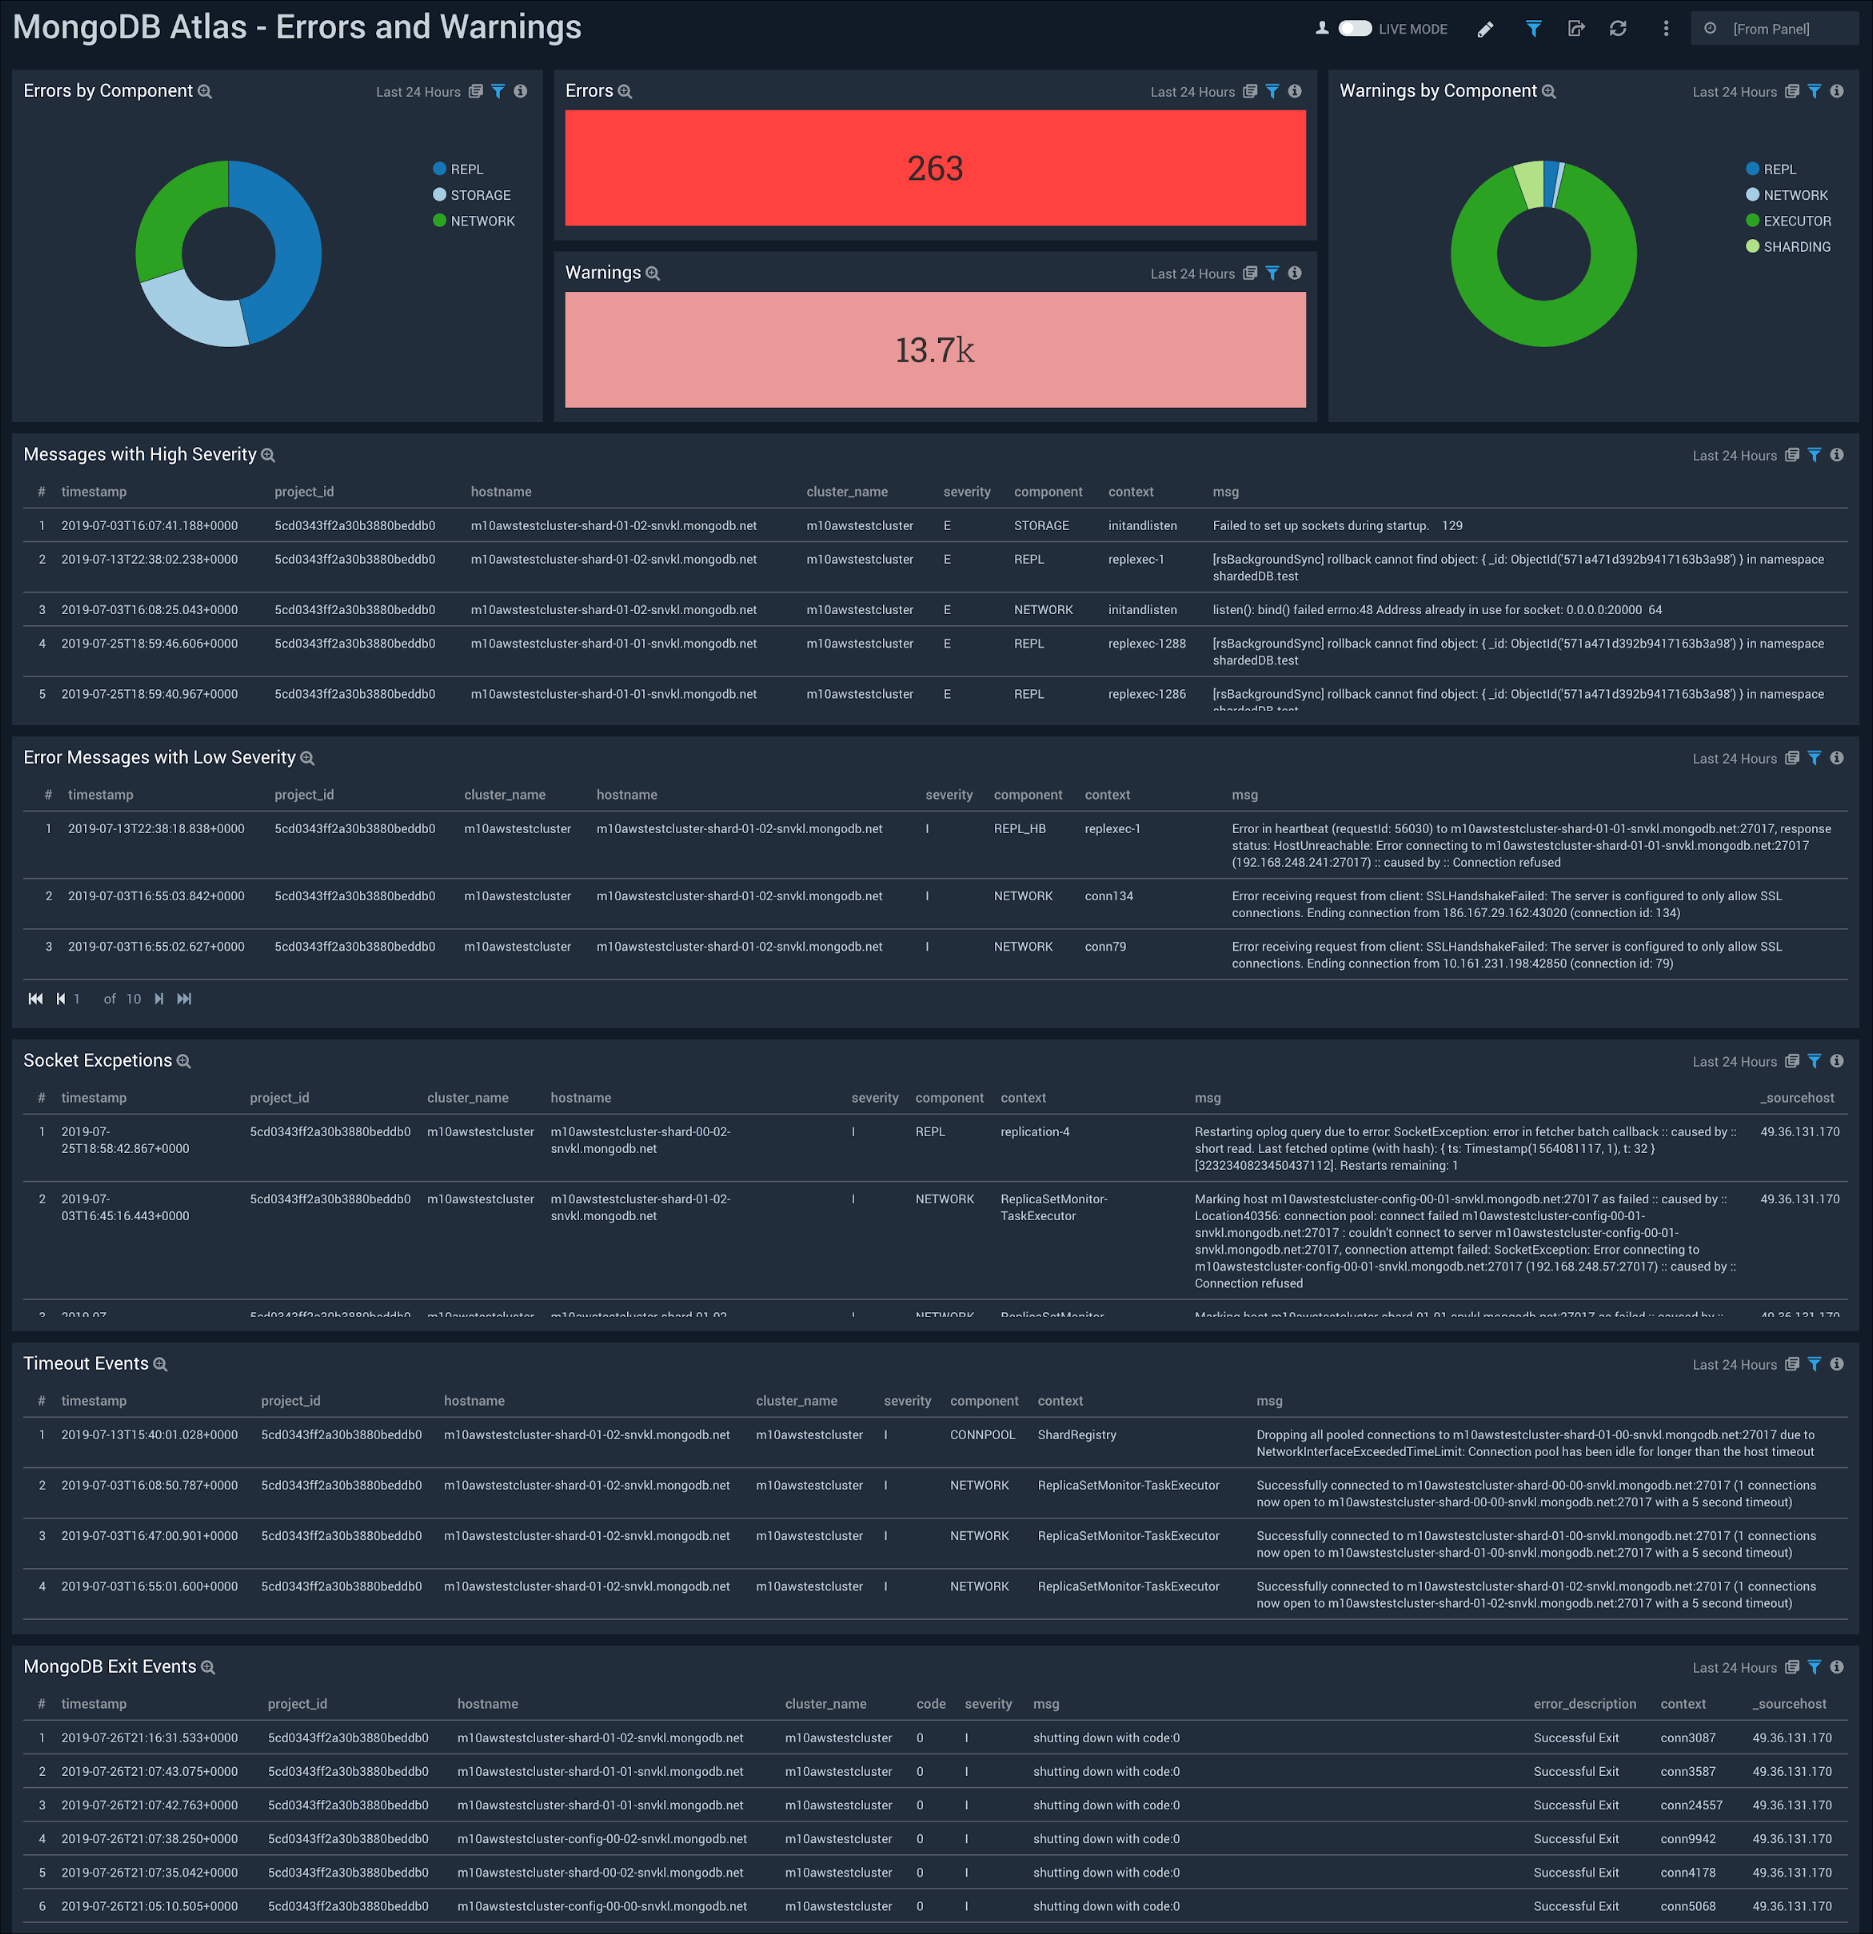 MongoDB Atlas - Errors and Warnings
LIVE MODE
[From Panel]
Errors by Component
Last 24 Hours
REPL
STORAGE
NETWORK
Errors
Last 24 Hours
263
Warnings
Last 24 Hours
13.7k
Warnings by Component
Last 24 Hours
REPL
NETWORK
EXECUTOR
SHARDING
Messages with High Severity
Last 24 Hours
# timestamp project_id hostname cluster_name severity component context msg
1 2019-07-03T16:07:41.188+0000 5cd0343ff2a30b3880beddb0 m10awstestcluster-shard-01-02-snvkl.mongodb.net m10awstestcluster E STORAGE initandlisten Failed to set up sockets during startup. 129
2 2019-07-13T22:38:02.238+0000 5cd0343ff2a30b3880beddb0 m10awstestcluster-shard-01-02-snvkl.mongodb.net m10awstestcluster E REPL replexec-1 [rsBackgroundSync] rollback cannot find object: { _id: ObjectId('571a471d392b9417163b3a98') } in namespace
shardedDB.test
3 2019-07-03T16:08:25.043+0000 5cd0343ff2a30b3880beddb0 m10awstestcluster-shard-01-02-snvkl.mongodb.net m10awstestcluster E NETWORK initandlisten listen(): bind() failed errno:48 Address already in use for socket: 0.0.0.0:20000 64
4 2019-07-25T18:59:46.606+0000 5cd0343ff2a30b3880beddb0 m10awstestcluster-shard-01-01-snvkl.mongodb.net m10awstestcluster E REPL replexec-1288 [rsBackgroundSync] rollback cannot find object: { _id: ObjectId('571a471d392b9417163b3a98') } in namespace
shardedDB.test
5 2019-07-25T18:59:40.967+0000 5cd0343ff2a30b3880beddb0 m10awstestcluster-shard-01-01-snvkl.mongodb.net m10awstestcluster E REPL replexec-1286 [rsBackgroundSync] rollback cannot find object: { _id: ObjectId('571a471d392b9417163b3a98') } in namespace
shardedDB.test
Error Messages with Low Severity
Last 24 Hours
# timestamp project_id cluster_name hostname severity component context msg
1 2019-07-13T22:38:18.838+0000 5cd0343ff2a30b3880beddb0 m10awstestcluster m10awstestcluster-shard-01-02-snvkl.mongodb.net I REPL_HB replexec-1 Error in heartbeat (requestId: 56030) to m10awstestcluster-shard-01-01-snvkl.mongodb.net:27017, response
status: HostUnreachable: Error connecting to m10awstestcluster-shard-01-01-snvkl.mongodb.net:27017
(192.168.248.241:27017) :: caused by :: Connection refused
2 2019-07-03T16:55:03.842+0000 5cd0343ff2a30b3880beddb0 m10awstestcluster m10awstestcluster-shard-01-02-snvkl.mongodb.net I NETWORK conn134 Error receiving request from client: SSLHandshakeFailed: The server is configured to only allow SSL
connections. Ending connection from 186.167.29.162:43020 (connection id: 134)
3 2019-07-03T16:55:02.627+0000 5cd0343ff2a30b3880beddb0 m10awstestcluster m10awstestcluster-shard-01-02-snvkl.mongodb.net I NETWORK conn79 Error receiving request from client: SSLHandshakeFailed: The server is configured to only allow SSL
connections. Ending connection from 10.161.231.198:42850 (connection id: 79)
1 of 10
Socket Excpetions
Last 24 Hours
# timestamp project_id cluster_name hostname severity component context msg _sourcehost
1 2019-07- 5cd0343ff2a30b3880beddb0 m10awstestcluster m10awstestcluster-shard-00-02- I REPL replication-4 Restarting oplog query due to error: SocketException: error in fetcher batch callback :: caused by :: 49.36.131.170
25T18:58:42.867+0000 snvkl.mongodb.net short read. Last fetched optime (with hash): { ts: Timestamp(1564081117, 1), t: 32 }
[3232340823450437112]. Restarts remaining: 1
2 2019-07- 5cd0343ff2a30b3880beddb0 m10awstestcluster m10awstestcluster-shard-01-02- I NETWORK ReplicaSetMonitor- Marking host m10awstestcluster-config-00-01-snvkl.mongodb.net:27017 as failed :: caused by :: 49.36.131.170
03T16:45:16.443+0000 snvkl.mongodb.net TaskExecutor Location40356: connection pool: connect failed m10awstestcluster-config-00-01-
snvkl.mongodb.net:27017 : couldn't connect to server m10awstestcluster-config-00-01-
snvkl.mongodb.net:27017, connection attempt failed: SocketException: Error connecting to
m10awstestcluster-config-00-01-snvkl.mongodb.net:27017 (192.168.248.57:27017) :: caused by ::
Connection refused
3 2019-07- 5cd0343ff2a30b3880beddb0 m10awstestcluster m10awstestcluster-shard-01-02- I NETWORK ReplicaSetMonitor- Marking host m10awstestcluster-shard-01-01-snvkl.mongodb.net:27017 as failed :: caused by :: 49.36.131.170
Timeout Events
Last 24 Hours
# timestamp project_id hostname cluster_name severity component context msg
1 2019-07-13T15:40:01.028+0000 5cd0343ff2a30b3880beddb0 m10awstestcluster-shard-01-02-snvkl.mongodb.net m10awstestcluster I CONNPOOL ShardRegistry Dropping all pooled connections to m10awstestcluster-shard-01-00-snvkl.mongodb.net:27017 due to
NetworkInterfaceExceededTimeLimit: Connection pool has been idle for longer than the host timeout
2 2019-07-03T16:08:50.787+0000 5cd0343ff2a30b3880beddb0 m10awstestcluster-shard-01-02-snvkl.mongodb.net m10awstestcluster I NETWORK ReplicaSetMonitor-TaskExecutor Successfully connected to m10awstestcluster-shard-00-00-snvkl.mongodb.net:27017 (1 connections
now open to m10awstestcluster-shard-00-00-snvkl.mongodb.net:27017 with a 5 second timeout)
3 2019-07-03T16:47:00.901+0000 5cd0343ff2a30b3880beddb0 m10awstestcluster-shard-01-02-snvkl.mongodb.net m10awstestcluster I NETWORK ReplicaSetMonitor-TaskExecutor Successfully connected to m10awstestcluster-shard-01-00-snvkl.mongodb.net:27017 (1 connections
now open to m10awstestcluster-shard-01-00-snvkl.mongodb.net:27017 with a 5 second timeout)
4 2019-07-03T16:55:01.600+0000 5cd0343ff2a30b3880beddb0 m10awstestcluster-shard-01-02-snvkl.mongodb.net m10awstestcluster I NETWORK ReplicaSetMonitor-TaskExecutor Successfully connected to m10awstestcluster-shard-01-02-snvkl.mongodb.net:27017 (1 connections
now open to m10awstestcluster-shard-01-02-snvkl.mongodb.net:27017 with a 5 second timeout)
MongoDB Exit Events
Last 24 Hours
# timestamp project_id hostname cluster_name code severity msg error_description context _sourcehost
1 2019-07-26T21:16:31.533+0000 5cd0343ff2a30b3880beddb0 m10awstestcluster-shard-01-02-snvkl.mongodb.net m10awstestcluster 0 I shutting down with code:0 Successful Exit conn3087 49.36.131.170
2 2019-07-26T21:07:43.075+0000 5cd0343ff2a30b3880beddb0 m10awstestcluster-shard-01-01-snvkl.mongodb.net m10awstestcluster 0 I shutting down with code:0 Successful Exit conn3587 49.36.131.170
3 2019-07-26T21:07:42.763+0000 5cd0343ff2a30b3880beddb0 m10awstestcluster-shard-01-01-snvkl.mongodb.net m10awstestcluster 0 I shutting down with code:0 Successful Exit conn24557 49.36.131.170
4 2019-07-26T21:07:38.250+0000 5cd0343ff2a30b3880beddb0 m10awstestcluster-config-00-02-snvkl.mongodb.net m10awstestcluster 0 I shutting down with code:0 Successful Exit conn9942 49.36.131.170
5 2019-07-26T21:07:35.042+0000 5cd0343ff2a30b3880beddb0 m10awstestcluster-shard-00-02-snvkl.mongodb.net m10awstestcluster 0 I shutting down with code:0 Successful Exit conn4178 49.36.131.170
6 2019-07-26T21:05:10.505+0000 5cd0343ff2a30b3880beddb0 m10awstestcluster-config-00-00-snvkl.mongodb.net m10awstestcluster 0 I shutting down with code:0 Successful Exit conn5068 49.36.131.170